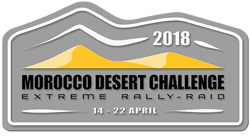 2018
MOROCCO DESERT CHALLENGE
EXTREME RALLY-RAID
14 - 22 APRIL